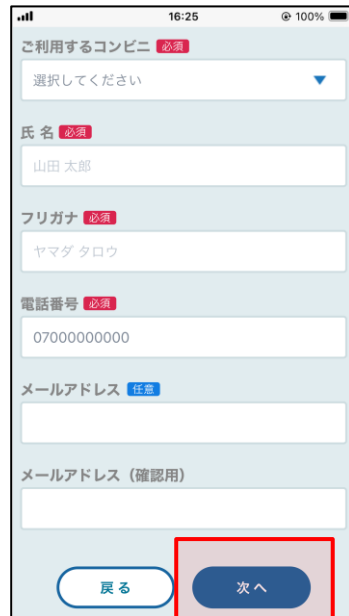 16:25 100%
ご利用するコンビニ 必須
選択してください
氏 名 必須
山田 太郎
フリガナ 必須
ヤマダ タロウ
電話番号 必須
07000000000
メールアドレス 任意
メールアドレス（確認用）
戻 る 次 へ